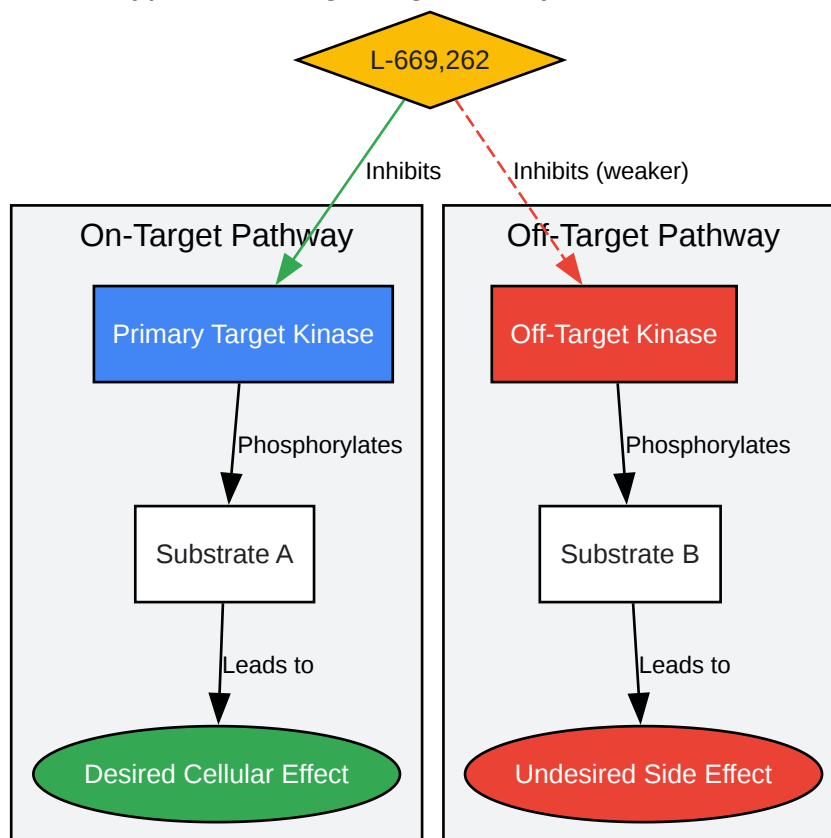 L-669,262
Inhibits
Inhibits (weaker)
On-Target Pathway
Off-Target Pathway
Primary Target Kinase
Off-Target Kinase
Phosphorylates
Phosphorylates
Substrate A
Substrate B
Leads to
Leads to
Desired Cellular Effect
Undesired Side Effect